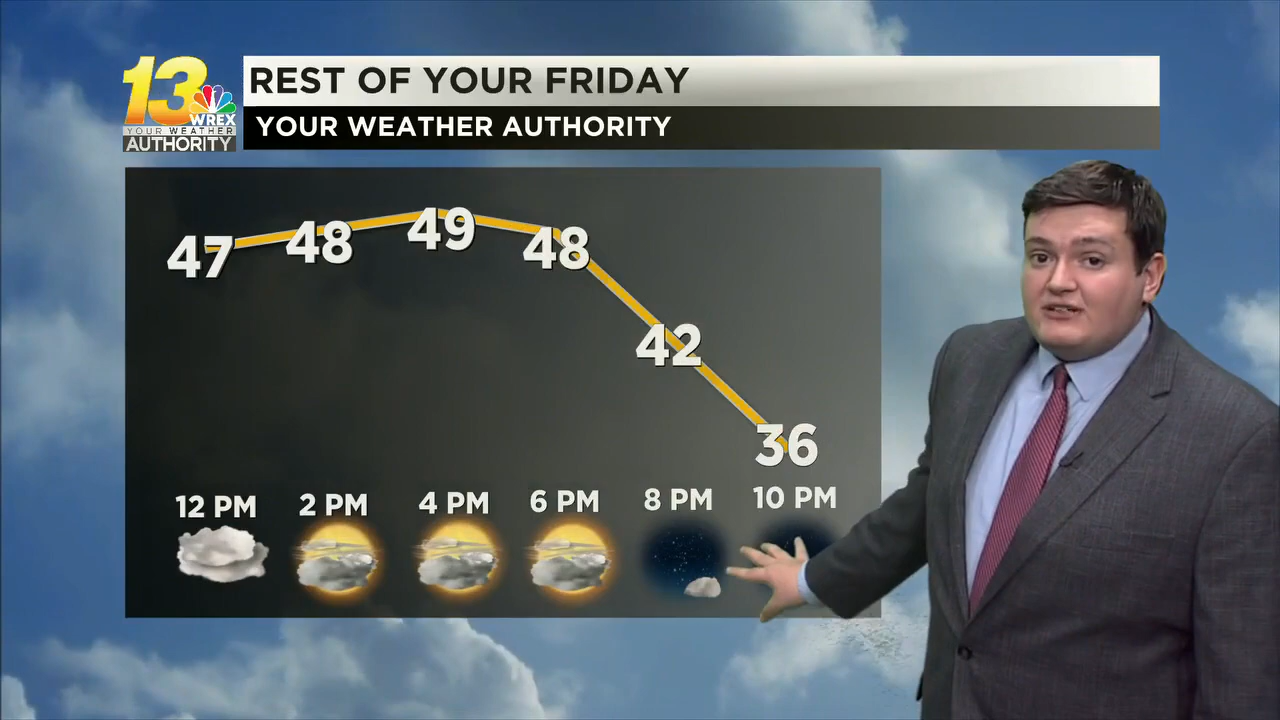 13
WREX
YOUR WEATHER
AUTHORITY
REST OF YOUR FRIDAY
YOUR WEATHER AUTHORITY
47 48 49 48 42 36
12 PM 2 PM 4 PM 6 PM 8 PM 10 PM